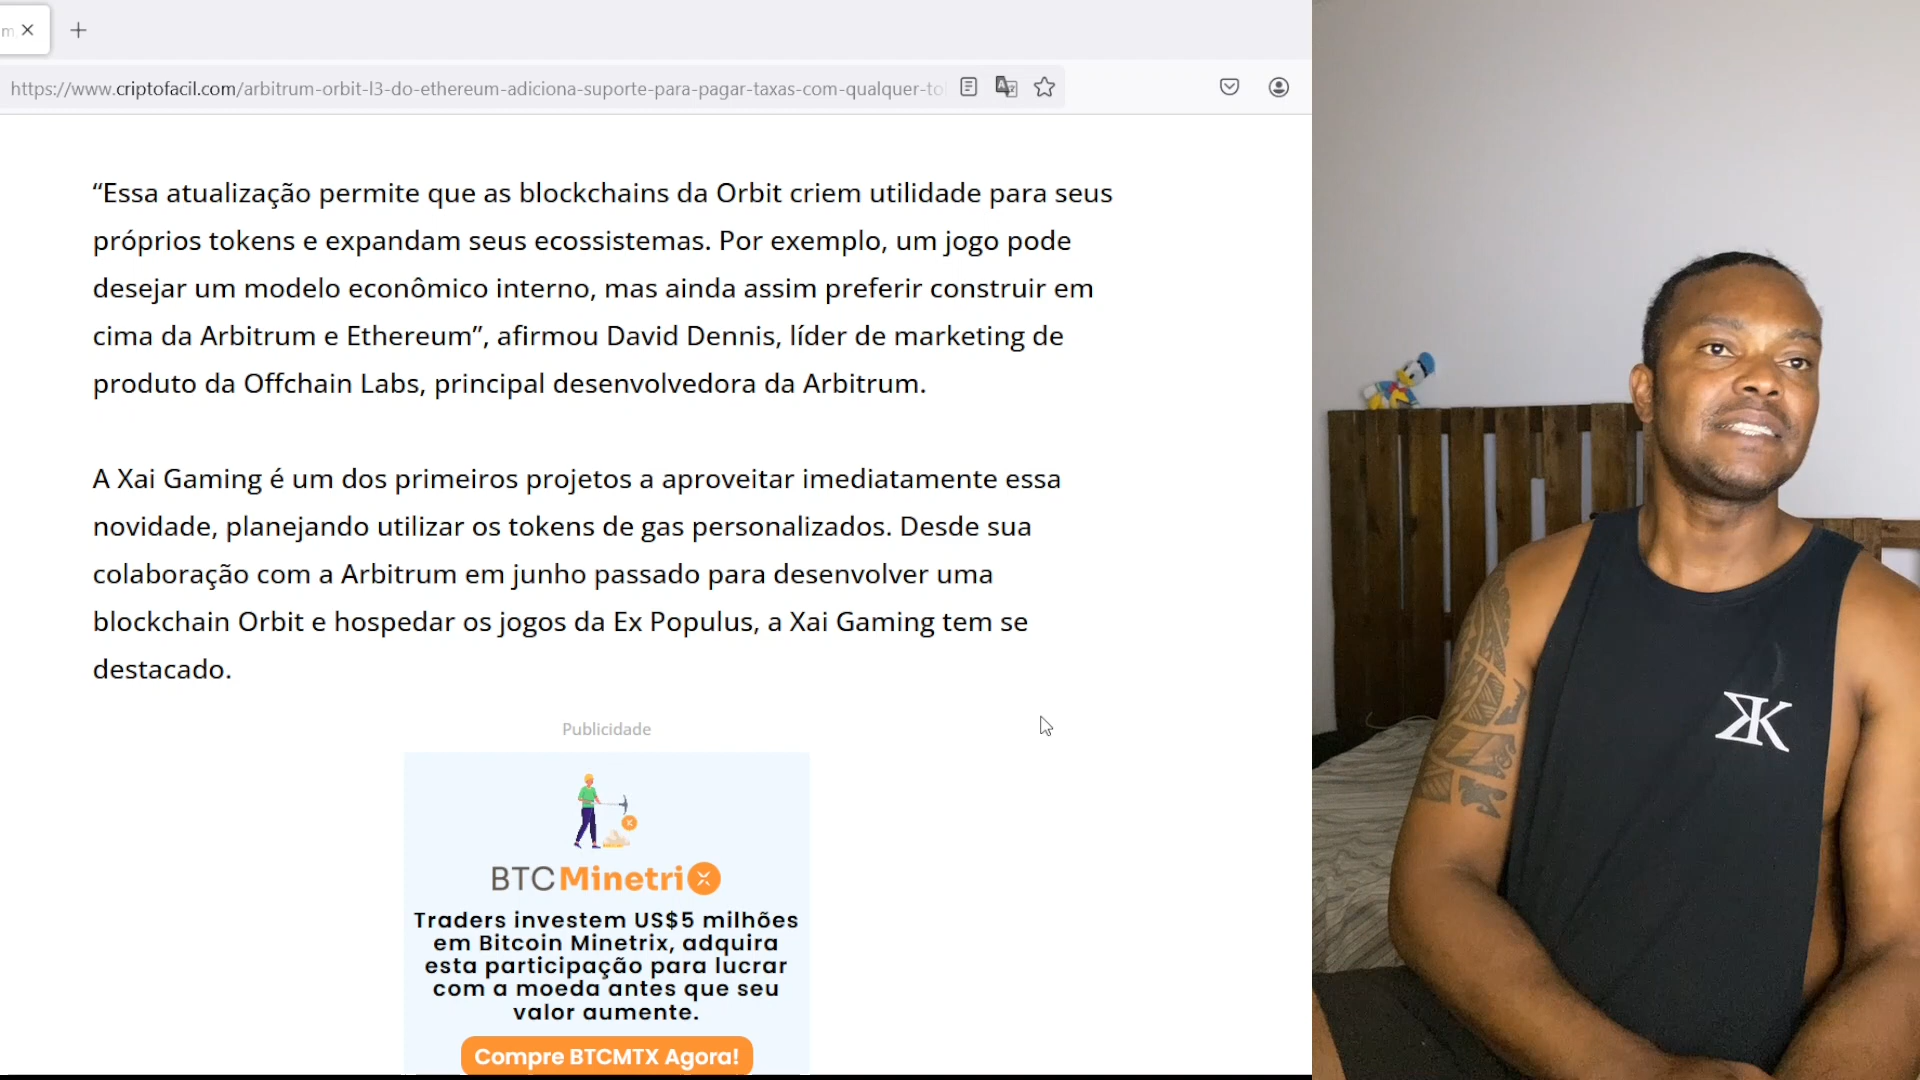 m
https://www.criptofacil.com/arbitrum-orbit-l3-do-ethereum-adiciona-suporte-para-pagar-taxas-com-qualquer-to
“Essa atualização permite que as blockchains da Orbit criem utilidade para seus
próprios tokens e expandam seus ecossistemas. Por exemplo, um jogo pode
desejar um modelo econômico interno, mas ainda assim preferir construir em
cima da Arbitrum e Ethereum”, afirmou David Dennis, líder de marketing de
produto da Offchain Labs, principal desenvolvedora da Arbitrum.
A Xai Gaming é um dos primeiros projetos a aproveitar imediatamente essa
novidade, planejando utilizar os tokens de gas personalizados. Desde sua
colaboração com a Arbitrum em junho passado para desenvolver uma
blockchain Orbit e hospedar os jogos da Ex Populus, a Xai Gaming tem se
destacado.
Publicidade
BTCMinetriX
Traders investem US$5 milhões
em Bitcoin Minetrix, adquira
esta participação para lucrar
com a moeda antes que seu
valor aumente.
Compre BTCMTX Agora!